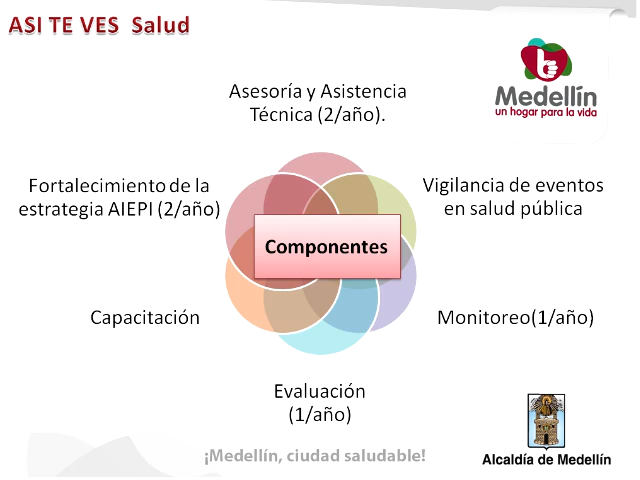 ASI TE VES  Salud
Medellín
un hogar para la vida
Asesoría y Asistencia
Técnica (2/año).
Fortalecimiento de la
estrategia AIEPI (2/año)
Vigilancia de eventos
en salud pública
Componentes
Capacitación
Monitoreo(1/año)
Evaluación
(1/año)
¡Medellín, ciudad saludable!
Alcaldía de Medellín